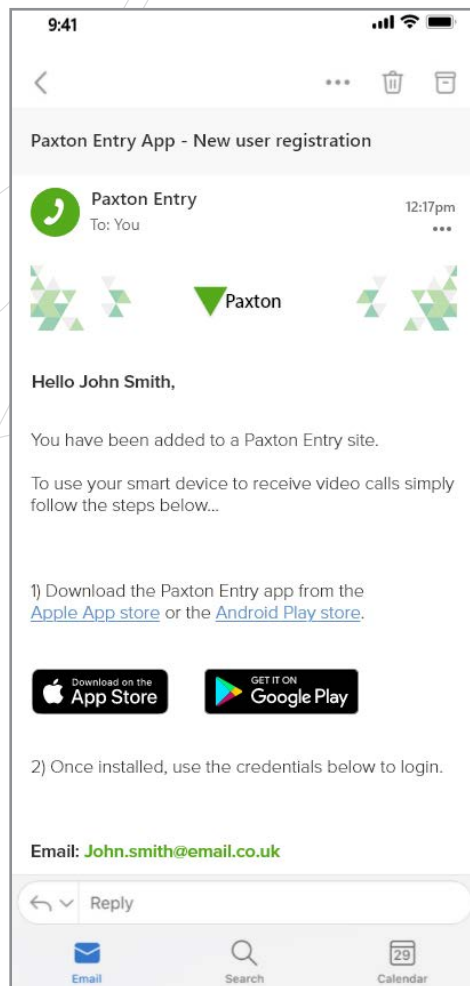 9:41
Paxton Entry App - New user registration
Paxton Entry
12:17pm
To: You
Paxton
Hello John Smith,
You have been added to a Paxton Entry site.
To use your smart device to receive video calls simply
follow the steps below...
1) Download the Paxton Entry app from the
Apple App store or the Android Play store.
Download on the
App Store
GET IT ON
Google Play
2) Once installed, use the credentials below to login.
Email: John.smith@email.co.uk
Reply
29
Email
Search
Calendar